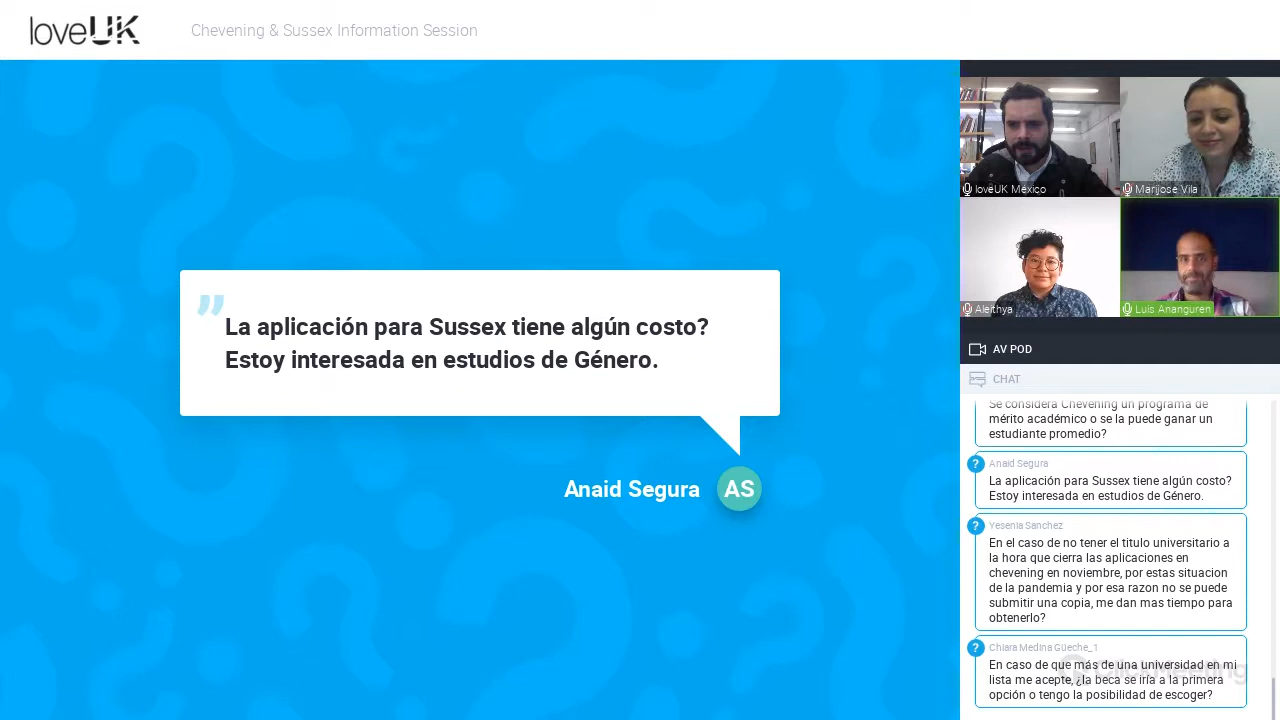 loveUK
Chevening & Sussex Information Session
La aplicación para Sussex tiene algún costo?
Estoy interesada en estudios de Género.
Anaid Segura
AS
loveUK México
Marijose Vila
Aleithya
Luis Ananguren
AV POD
CHAT
Se considera Chevening un programa de
mérito académico o se la puede ganar un
estudiante promedio?
?
Anaid Segura
La aplicación para Sussex tiene algún costo?
Estoy interesada en estudios de Género.
?
Yesenia Sanchez
En el caso de no tener el titulo universitario a
la hora que cierra las aplicaciones en
chevening en noviembre, por estas situacion
de la pandemia y por esa razon no se puede
submitir una copia, me dan mas tiempo para
obtenerlo?
?
Chiara Medina Güeche_1
En caso de que más de una universidad en mi
lista me acepte, ¿la beca se iría a la primera
opción o tengo la posibilidad de escoger?